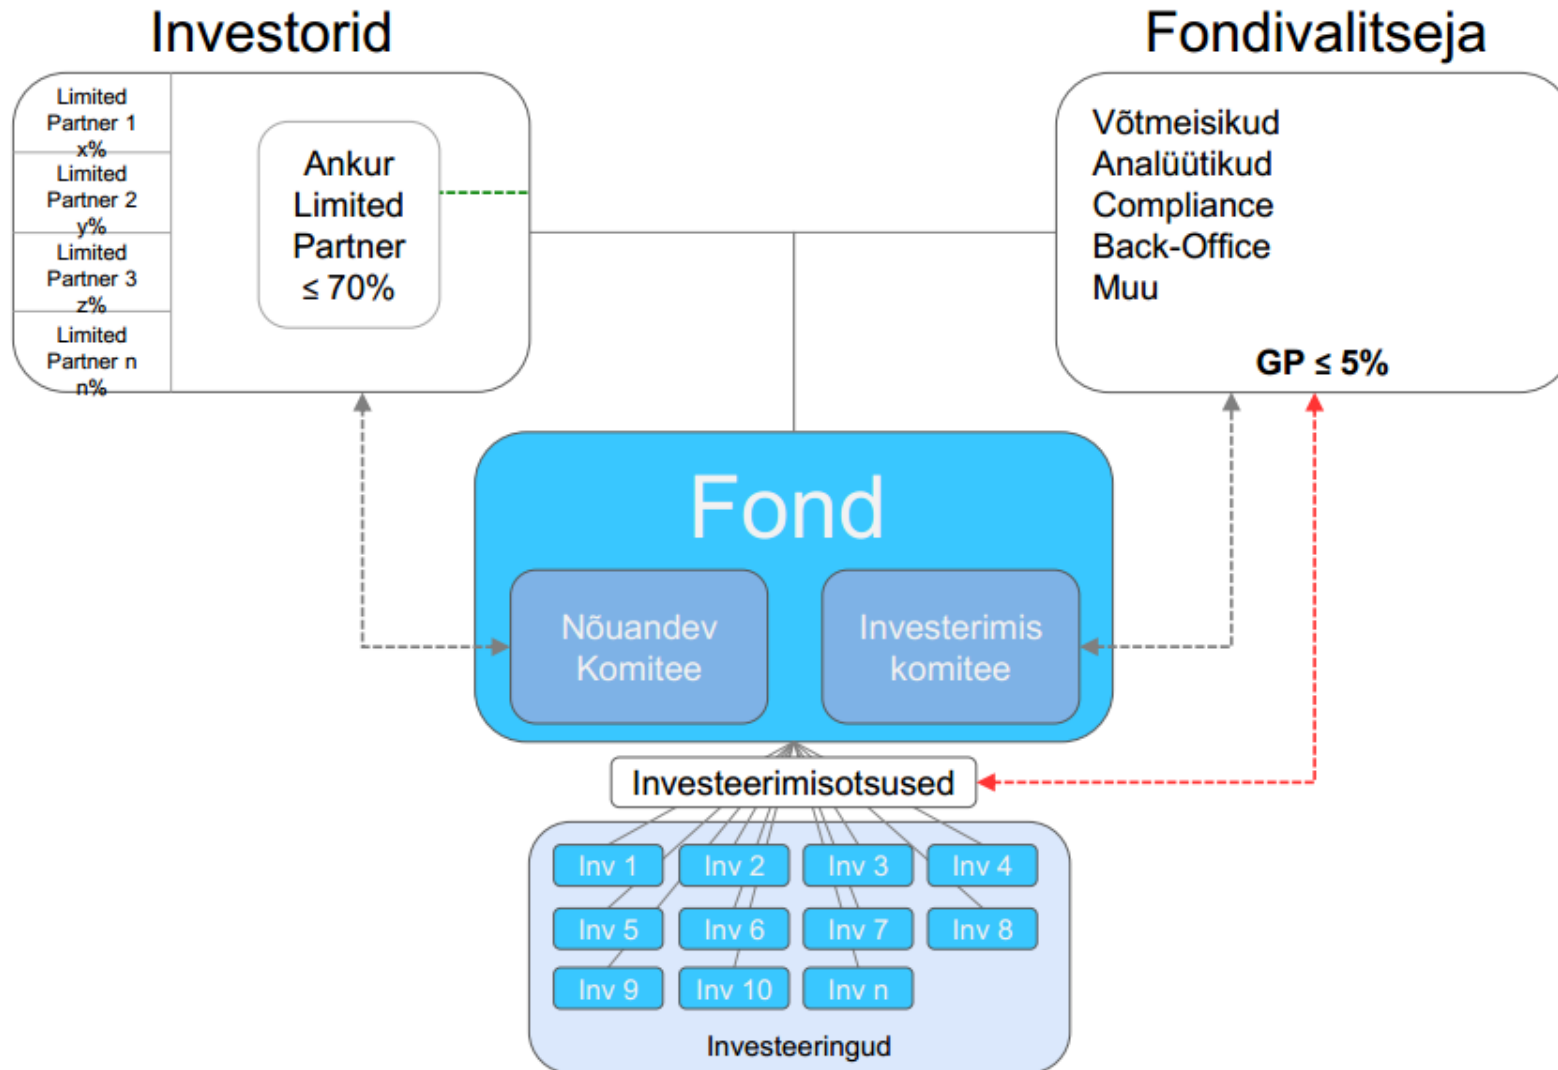 Investorid
Fondivalitseja
Limited
Partner 1
x%
Limited
Partner 2
y%
Limited
Partner 3
z%
Limited
Partner n
n%
Ankur
Limited
Partner
≤ 70%
Võtmeisikud
Analüütikud
Compliance
Back-Office
Muu
GP ≤ 5%
Fond
Nõuandev
Komitee
Investerimis
komitee
Investeerimisotsused
Inv 1
Inv 2
Inv 3
Inv 4
Inv 5
Inv 6
Inv 7
Inv 8
Inv 9
Inv 10
Inv n
Investeeringud